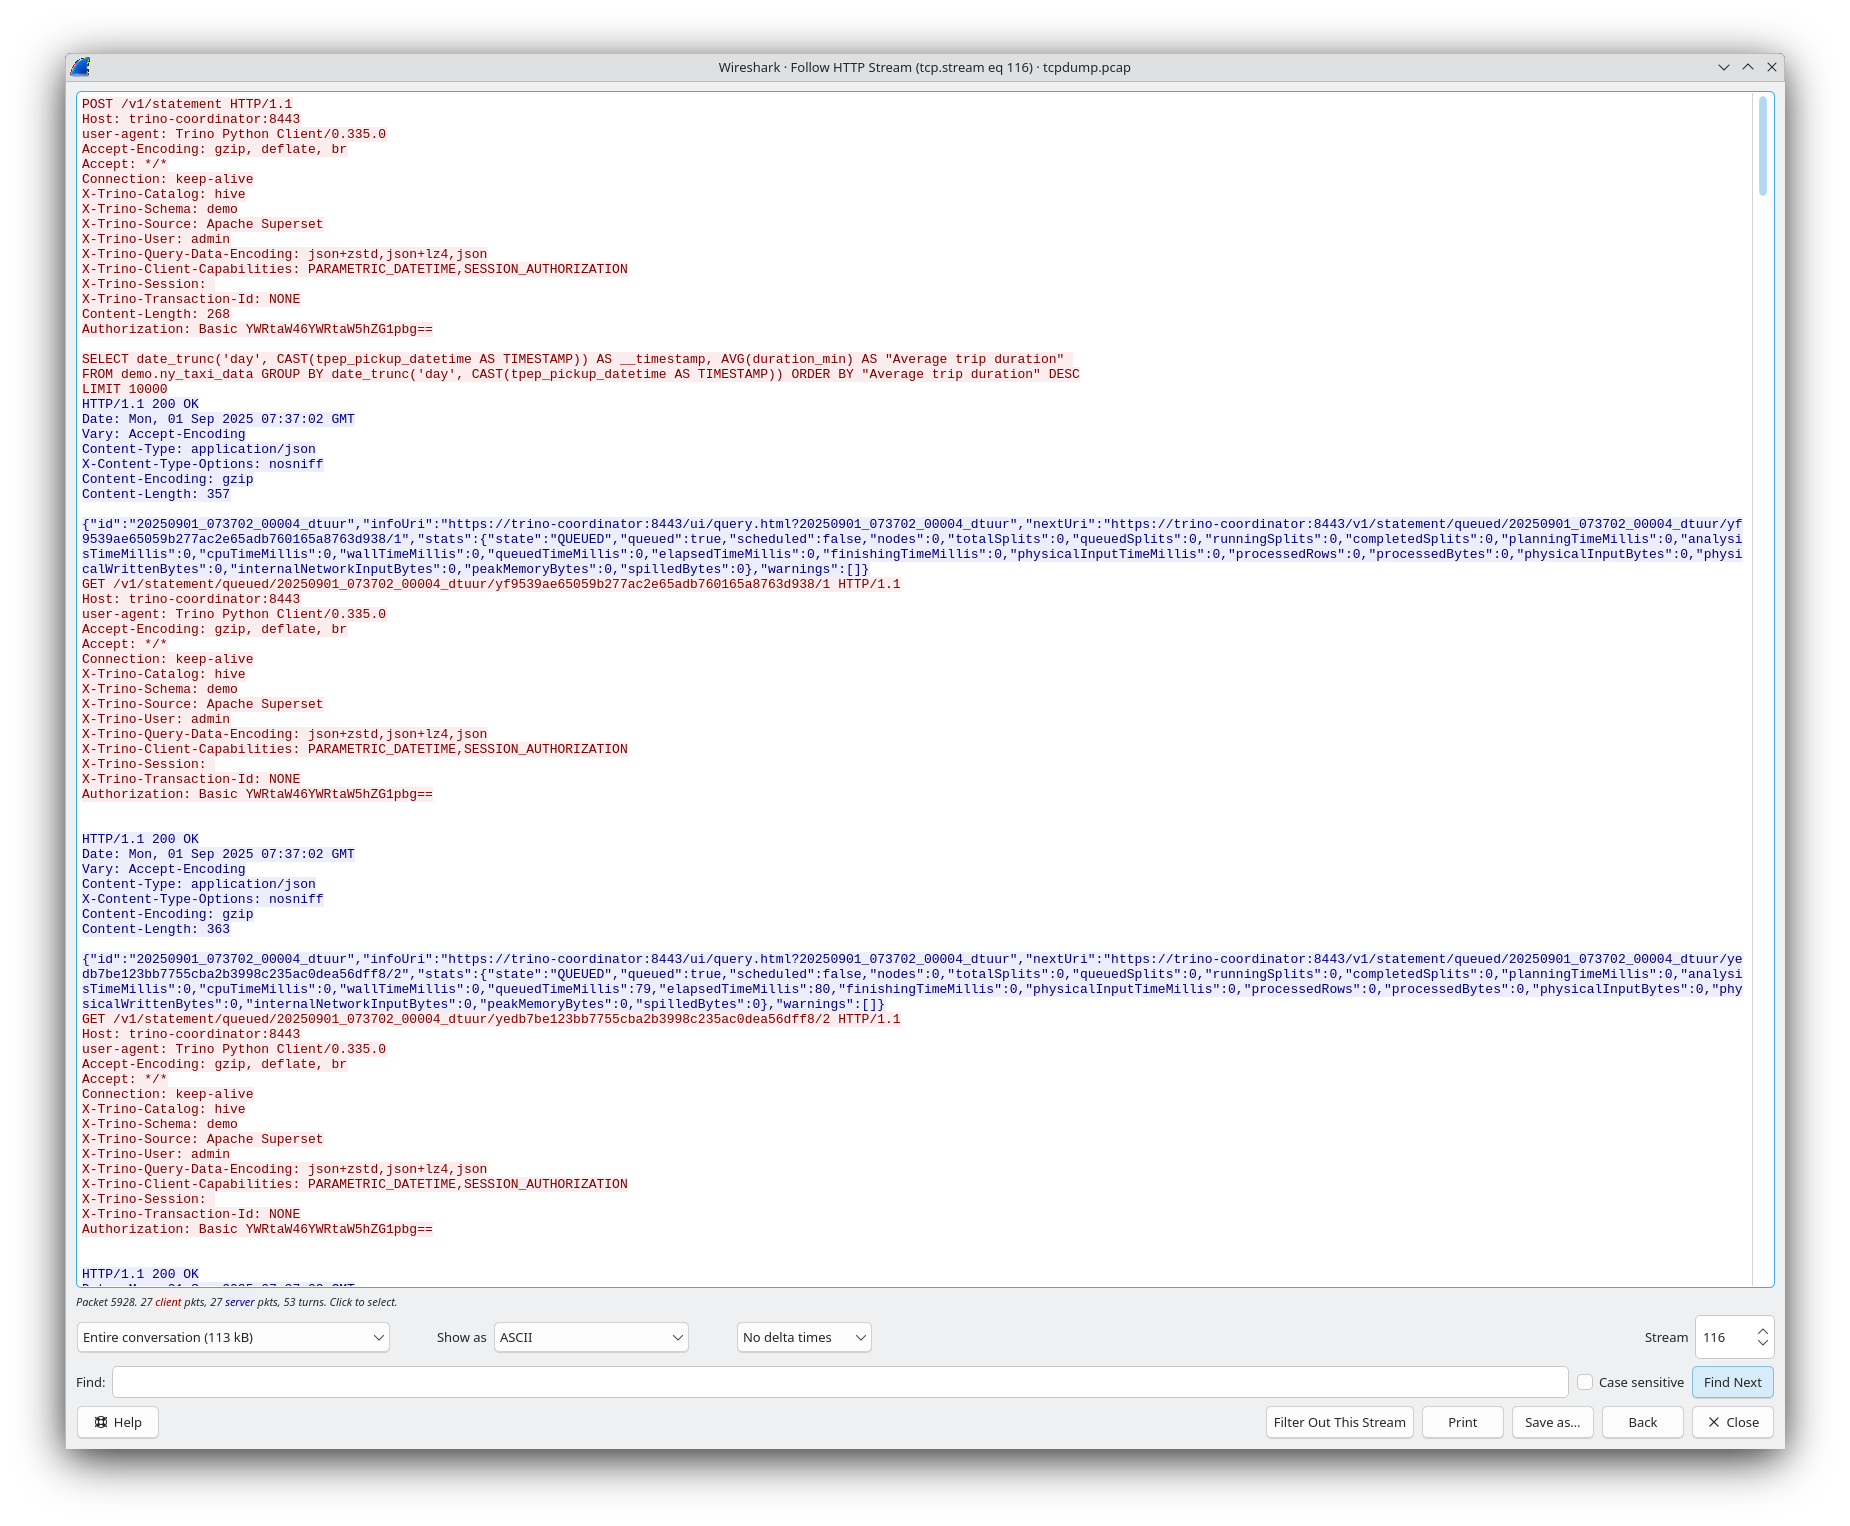 Wireshark · Follow HTTP Stream (tcp.stream eq 116) · tcpdump.pcap
POST /v1/statement HTTP/1.1
Host: trino-coordinator:8443
user-agent: Trino Python Client/0.335.0
Accept-Encoding: gzip, deflate, br
Accept: */*
Connection: keep-alive
X-Trino-Catalog: hive
X-Trino-Schema: demo
X-Trino-Source: Apache Superset
X-Trino-User: admin
X-Trino-Query-Data-Encoding: json+zstd,json+lz4,json
X-Trino-Client-Capabilities: PARAMETRIC_DATETIME,SESSION_AUTHORIZATION
X-Trino-Session:
X-Trino-Transaction-Id: NONE
Content-Length: 268
Authorization: Basic YWRtaW46YWRtaW5hZG1pbg==
SELECT date_trunc('day', CAST(tpep_pickup_datetime AS TIMESTAMP)) AS __timestamp, AVG(duration_min) AS "Average trip duration"
FROM demo.ny_taxi_data GROUP BY date_trunc('day', CAST(tpep_pickup_datetime AS TIMESTAMP)) ORDER BY "Average trip duration" DESC
LIMIT 10000
HTTP/1.1 200 OK
Date: Mon, 01 Sep 2025 07:37:02 GMT
Vary: Accept-Encoding
Content-Type: application/json
X-Content-Type-Options: nosniff
Content-Encoding: gzip
Content-Length: 357
{"id":"20250901_073702_00004_dtuur","infoUri":"https://trino-coordinator:8443/ui/query.html?20250901_073702_00004_dtuur","nextUri":"https://trino-coordinator:8443/v1/statement/queued/20250901_073702_00004_dtuur/yf
9539ae65059b277ac2e65adb760165a8763d938/1","stats":{"state":"QUEUED","queued":true,"scheduled":false,"nodes":0,"totalSplits":0,"queuedSplits":0,"runningSplits":0,"completedSplits":0,"planningTimeMillis":0,"analysi
sTimeMillis":0,"cpuTimeMillis":0,"wallTimeMillis":0,"queuedTimeMillis":0,"elapsedTimeMillis":0,"finishingTimeMillis":0,"physicalInputTimeMillis":0,"processedRows":0,"processedBytes":0,"physicalInputBytes":0,"physi
calWrittenBytes":0,"internalNetworkInputBytes":0,"peakMemoryBytes":0,"spilledBytes":0},"warnings":[]}
GET /v1/statement/queued/20250901_073702_00004_dtuur/yf9539ae65059b277ac2e65adb760165a8763d938/1 HTTP/1.1
Host: trino-coordinator:8443
user-agent: Trino Python Client/0.335.0
Accept-Encoding: gzip, deflate, br
Accept: */*
Connection: keep-alive
X-Trino-Catalog: hive
X-Trino-Schema: demo
X-Trino-Source: Apache Superset
X-Trino-User: admin
X-Trino-Query-Data-Encoding: json+zstd,json+lz4,json
X-Trino-Client-Capabilities: PARAMETRIC_DATETIME,SESSION_AUTHORIZATION
X-Trino-Session:
X-Trino-Transaction-Id: NONE
Authorization: Basic YWRtaW46YWRtaW5hZG1pbg==
HTTP/1.1 200 OK
Date: Mon, 01 Sep 2025 07:37:02 GMT
Vary: Accept-Encoding
Content-Type: application/json
X-Content-Type-Options: nosniff
Content-Encoding: gzip
Content-Length: 363
{"id":"20250901_073702_00004_dtuur","infoUri":"https://trino-coordinator:8443/ui/query.html?20250901_073702_00004_dtuur","nextUri":"https://trino-coordinator:8443/v1/statement/queued/20250901_073702_00004_dtuur/ye
db7be123bb7755cba2b3998c235ac0dea56dff8/2","stats":{"state":"QUEUED","queued":true,"scheduled":false,"nodes":0,"totalSplits":0,"queuedSplits":0,"runningSplits":0,"completedSplits":0,"planningTimeMillis":0,"analysi
sTimeMillis":0,"cpuTimeMillis":0,"wallTimeMillis":0,"queuedTimeMillis":79,"elapsedTimeMillis":80,"finishingTimeMillis":0,"physicalInputTimeMillis":0,"processedRows":0,"processedBytes":0,"physicalInputBytes":0,"phy
sicalWrittenBytes":0,"internalNetworkInputBytes":0,"peakMemoryBytes":0,"spilledBytes":0},"warnings":[]}
GET /v1/statement/queued/20250901_073702_00004_dtuur/yedb7be123bb7755cba2b3998c235ac0dea56dff8/2 HTTP/1.1
Host: trino-coordinator:8443
user-agent: Trino Python Client/0.335.0
Accept-Encoding: gzip, deflate, br
Accept: */*
Connection: keep-alive
X-Trino-Catalog: hive
X-Trino-Schema: demo
X-Trino-Source: Apache Superset
X-Trino-User: admin
X-Trino-Query-Data-Encoding: json+zstd,json+lz4,json
X-Trino-Client-Capabilities: PARAMETRIC_DATETIME,SESSION_AUTHORIZATION
X-Trino-Session:
X-Trino-Transaction-Id: NONE
Authorization: Basic YWRtaW46YWRtaW5hZG1pbg==
HTTP/1.1 200 OK
Packet 5928. 27 client pkts, 27 server pkts, 53 turns. Click to select.
Entire conversation (113 kB) Show as ASCII No delta times Stream 116
Find: Case sensitive Find Next
Help Filter Out This Stream Print Save as… Back Close